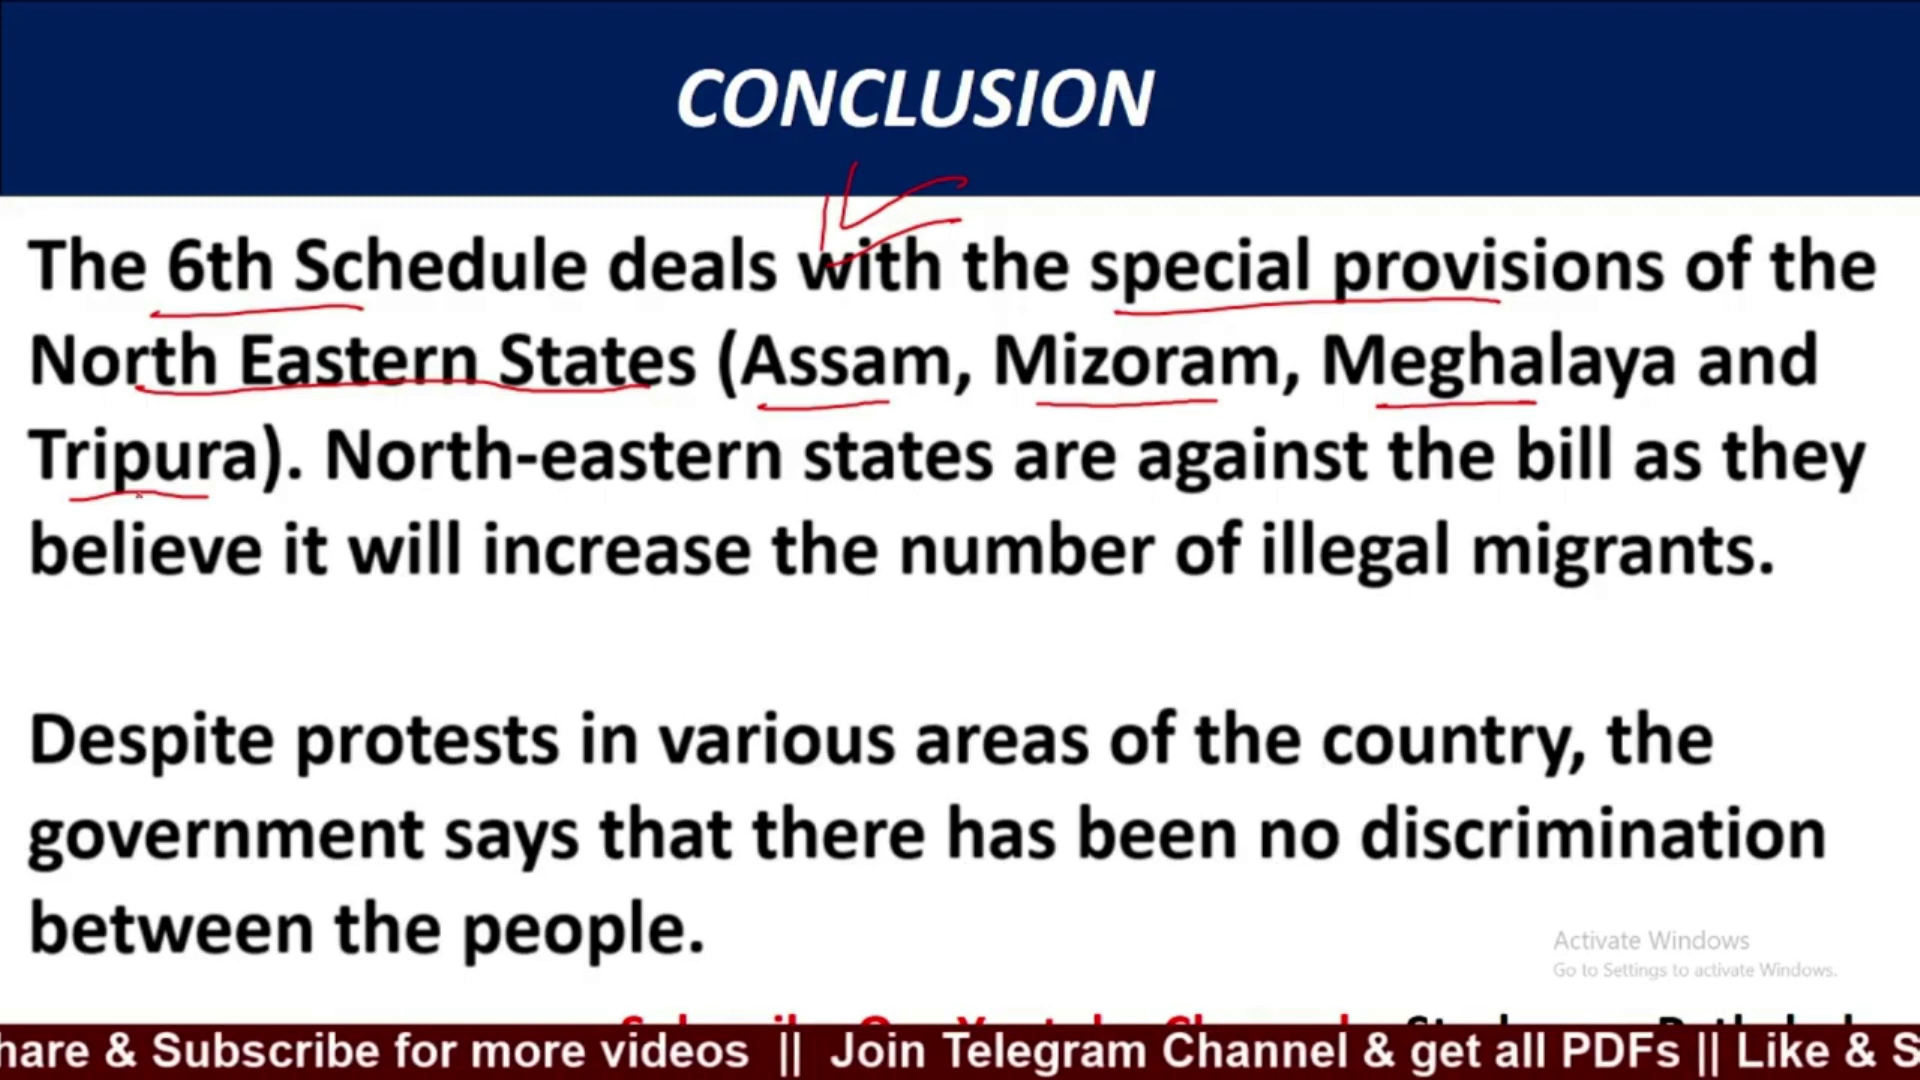 CONCLUSION
The 6th Schedule deals with the special provisions of the
North Eastern States (Assam, Mizoram, Meghalaya and
Tripura). North-eastern states are against the bill as they
believe it will increase the number of illegal migrants.
Despite protests in various areas of the country, the
government says that there has been no discrimination
between the people.
Activate Windows
Go to Settings to activate Windows.
hare & Subscribe for more videos || Join Telegram Channel & get all PDFs || Like & S